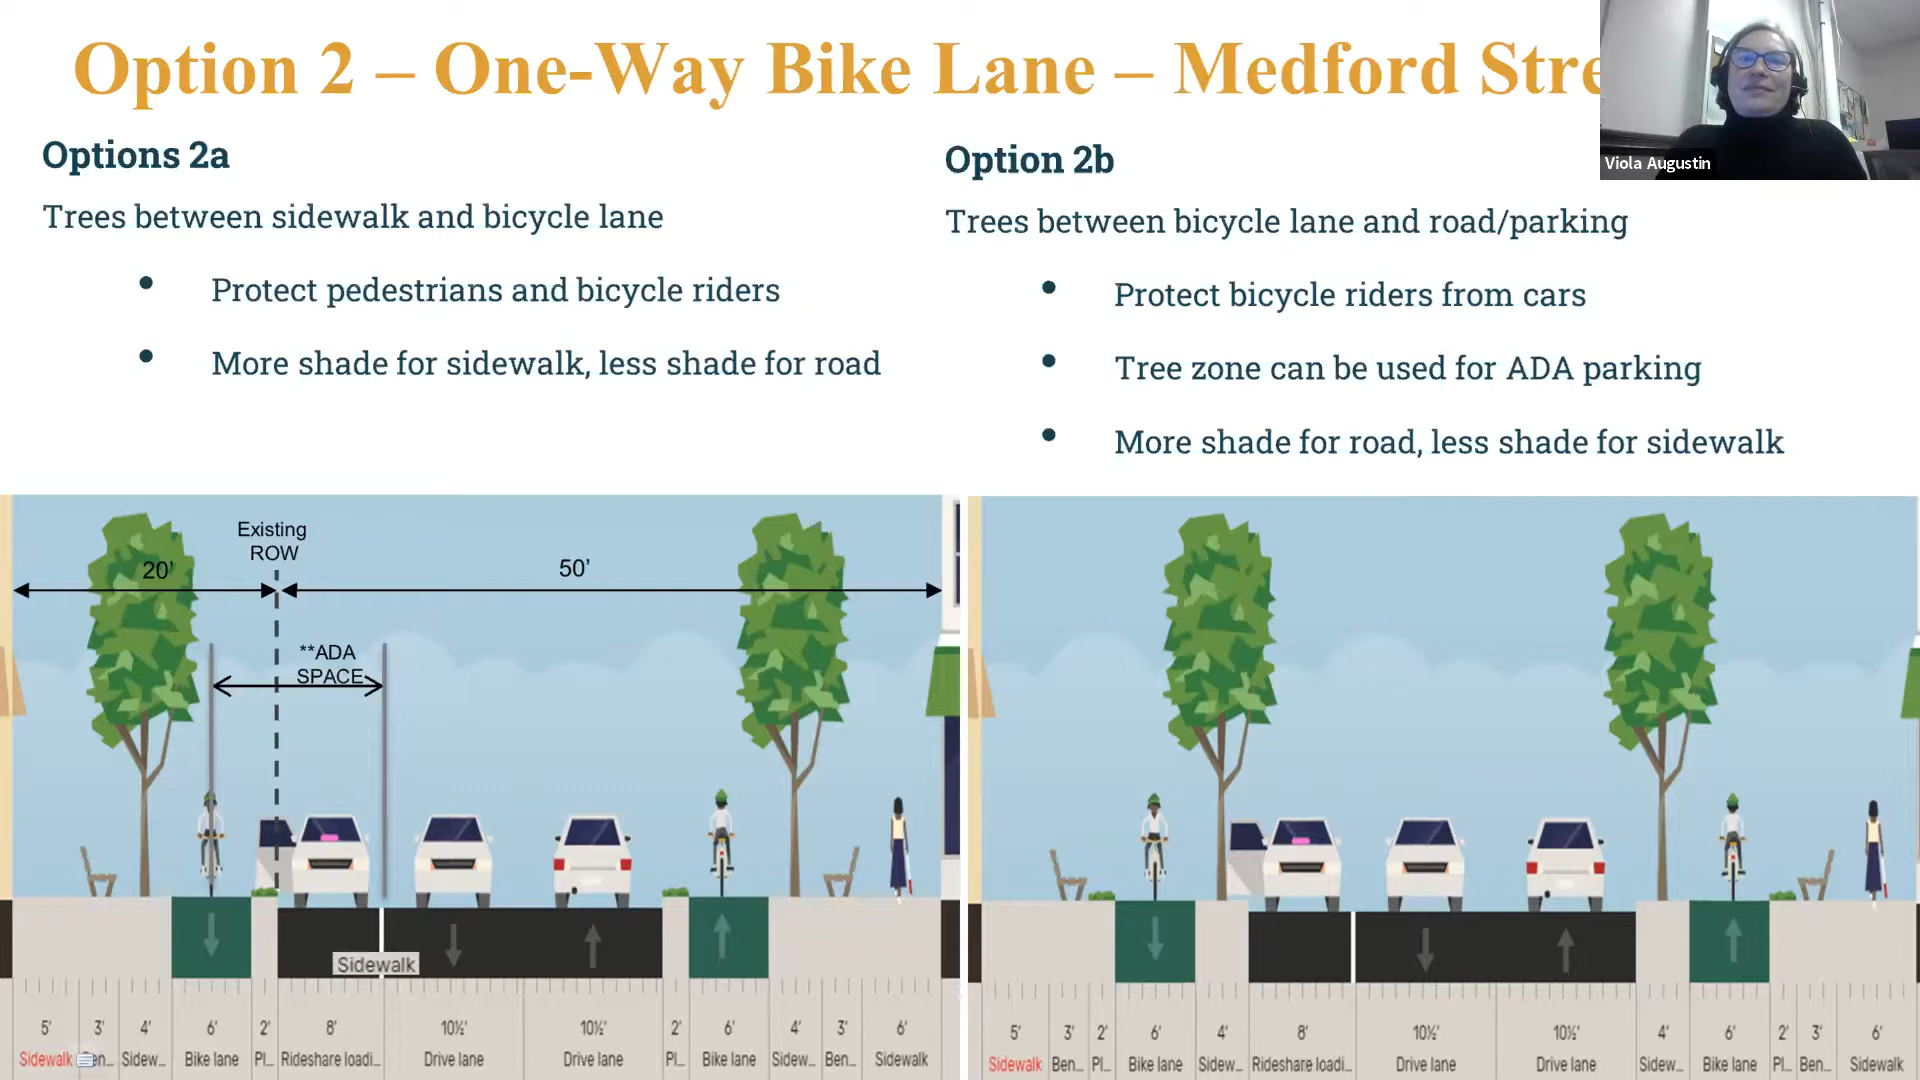 Option 2 – One-Way Bike Lane – Medford Stre
Viola Augustin
Options 2a
Trees between sidewalk and bicycle lane
• Protect pedestrians and bicycle riders
• More shade for sidewalk, less shade for road
Option 2b
Trees between bicycle lane and road/parking
• Protect bicycle riders from cars
• Tree zone can be used for ADA parking
• More shade for road, less shade for sidewalk
Existing
ROW
20’
50’
**ADA
SPACE
Sidewalk
5' 3' 4' 6' 2' 8' 10½' 10½' 2' 6' 4' 3' 6'
Sidewalk en... Sidew... Bike lane Pl... Rideshare loadi... Drive lane Drive lane Pl... Bike lane Sidew... Ben... Sidewalk
5' 3' 2' 6' 4' 8' 10½' 10½' 4' 6' 2' 3' 6'
Sidewalk Ben... Pl... Bike lane Sidew... Rideshare loadi... Drive lane Drive lane Sidew... Bike lane Pl... Ben... Sidewalk